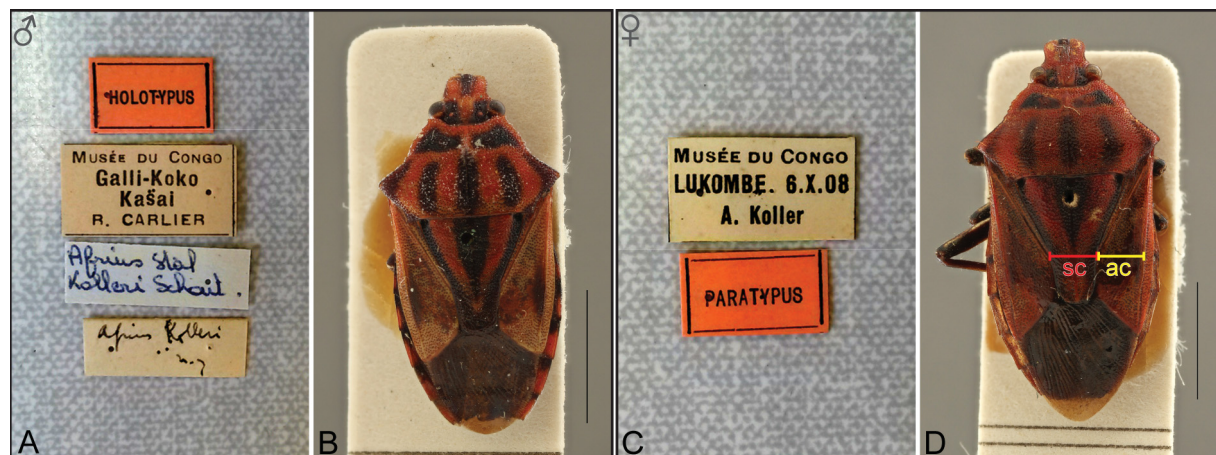 ♂
HOLOTYPUS
MUSÉE DU CONGO
Galli-Koko
Kašai
R. CARLIER
Afrius Stål
Kolleri Schout.
Afrius Kolleri
n.
A
B
♀
MUSÉE DU CONGO
LUKOMBE. 6.X.08
A. Koller
PARATYPUS
C
sc
ac
D